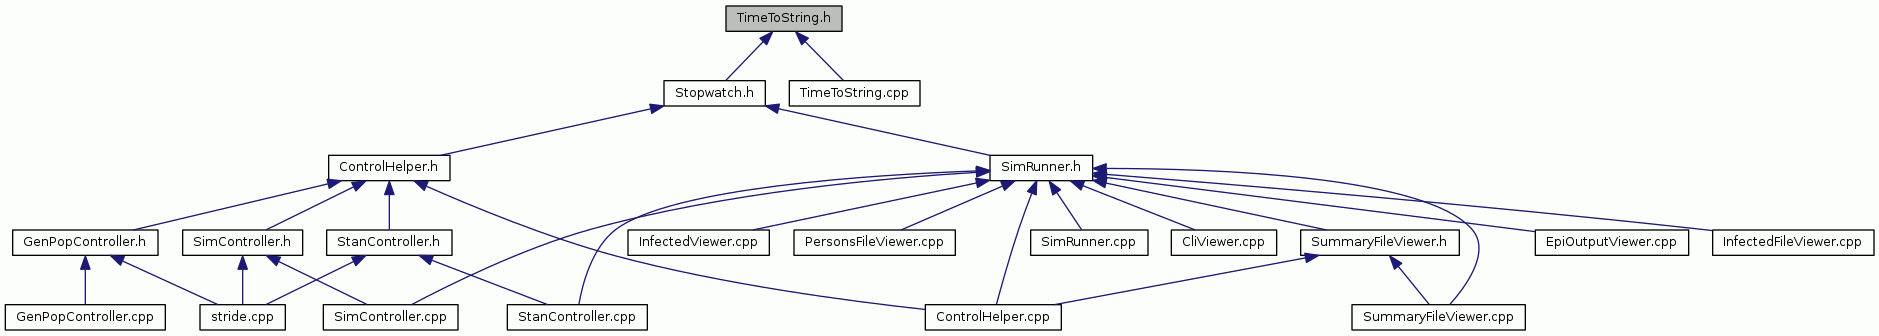 TimeToString.h
Stopwatch.h
TimeToString.cpp
ControlHelper.h
SimRunner.h
GenPopController.h
SimController.h
StanController.h
InfectedViewer.cpp
PersonsFileViewer.cpp
SimRunner.cpp
CliViewer.cpp
SummaryFileViewer.h
EpiOutputViewer.cpp
InfectedFileViewer.cpp
GenPopController.cpp
stride.cpp
SimController.cpp
StanController.cpp
ControlHelper.cpp
SummaryFileViewer.cpp